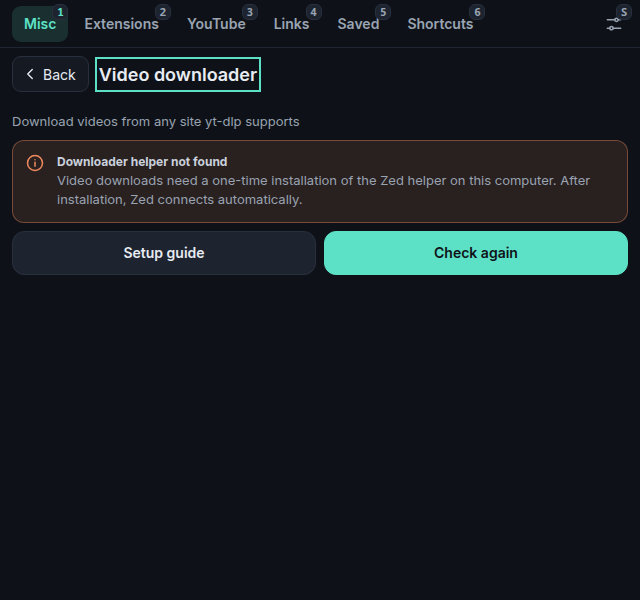 Misc 1 Extensions 2 YouTube 3 Links 4 Saved 5 Shortcuts 6 S
Back Video downloader
Download videos from any site yt-dlp supports
Downloader helper not found
Video downloads need a one-time installation of the Zed helper on this computer. After
installation, Zed connects automatically.
Setup guide Check again